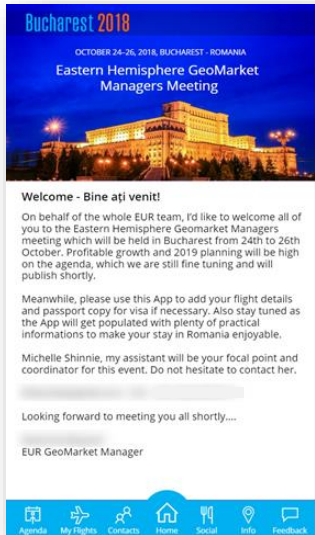 Bucharest 2018
OCTOBER 24-26, 2018, BUCHAREST - ROMANIA
Eastern Hemisphere GeoMarket
Managers Meeting
Welcome - Bine ați venit!
On behalf of the whole EUR team, I'd like to welcome all of
you to the Eastern Hemisphere Geomarket Managers
meeting which will be held in Bucharest from 24th to 26th
October. Profitable growth and 2019 planning will be high
on the agenda, which we are still fine tuning and will
publish shortly.
Meanwhile, please use this App to add your flight details
and passport copy for visa if necessary. Also stay tuned as
the App will get populated with plenty of practical
informations to make your stay in Romania enjoyable.
Michelle Shinnie, my assistant will be your focal point and
coordinator for this event. Do not hesitate to contact her.
Looking forward to meeting you all shortly....
EUR GeoMarket Manager
Agenda My Flights Contacts Home Social Info Feedback